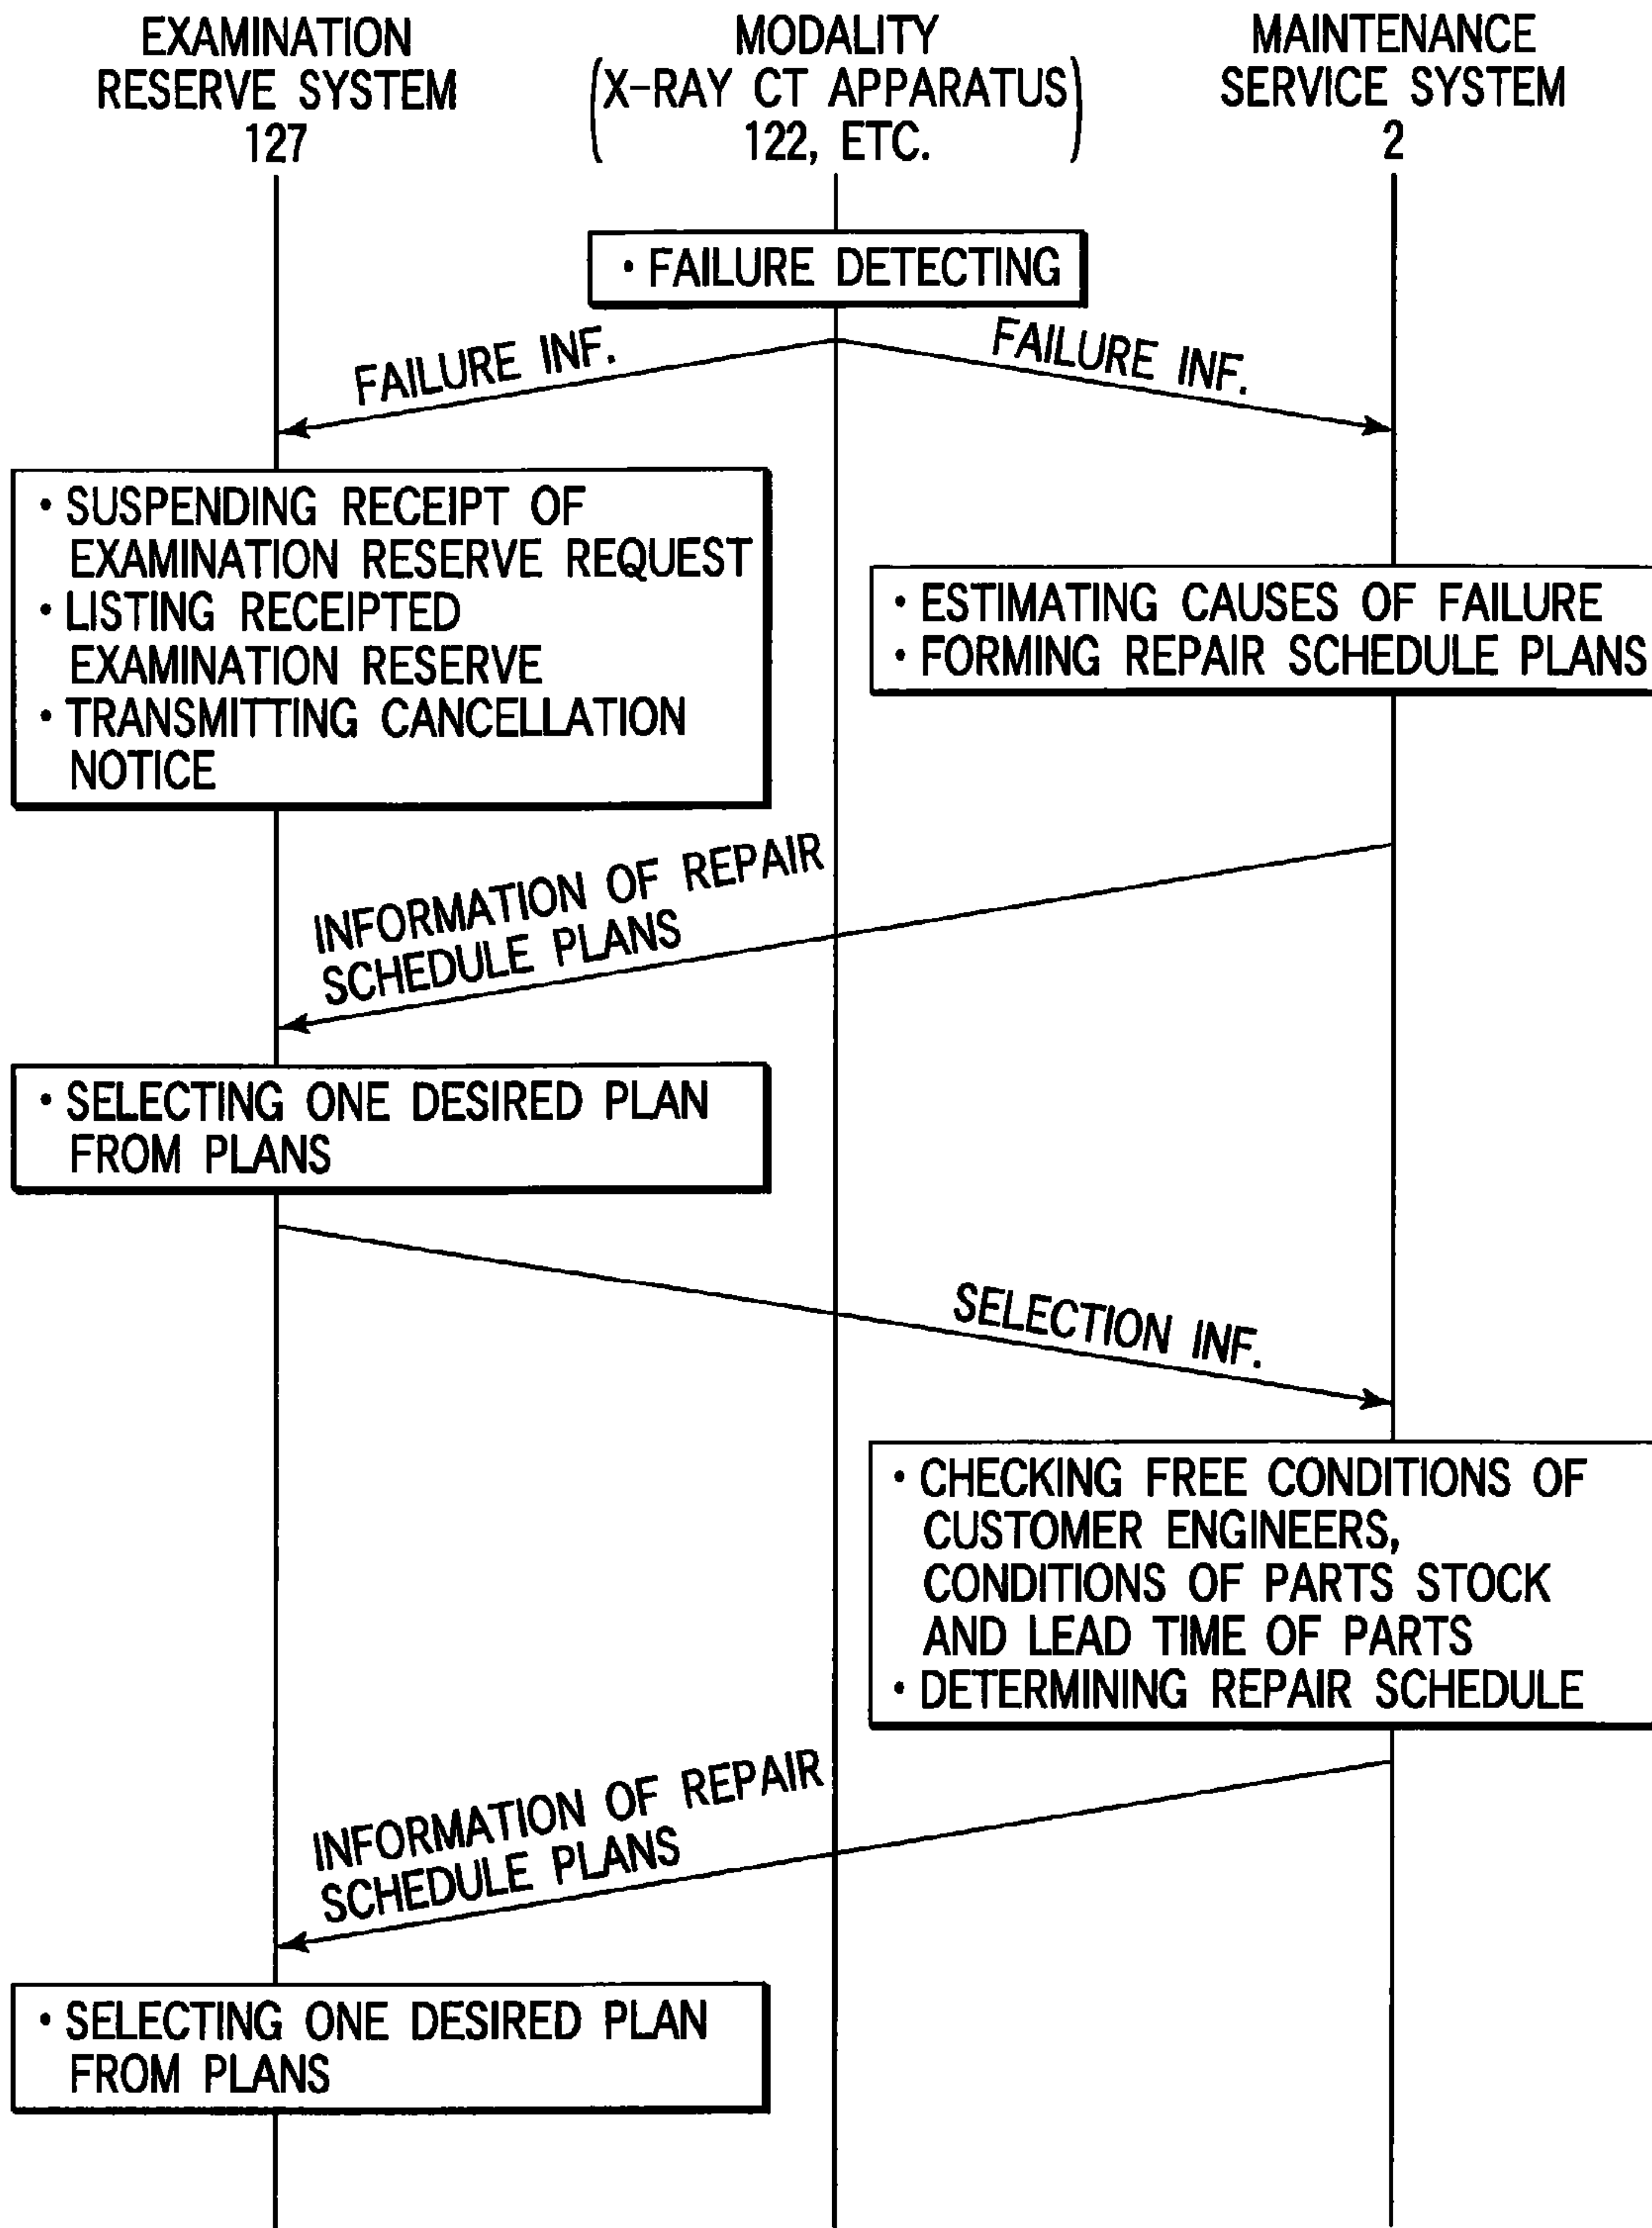 EXAMINATION
RESERVE SYSTEM
127
MODALITY
(X-RAY CT APPARATUS
122, ETC.)
MAINTENANCE
SERVICE SYSTEM
2
• FAILURE DETECTING
FAILURE INF.
FAILURE INF.
• SUSPENDING RECEIPT OF
EXAMINATION RESERVE REQUEST
• LISTING RECEIPTED
EXAMINATION RESERVE
• TRANSMITTING CANCELLATION
NOTICE
• ESTIMATING CAUSES OF FAILURE
• FORMING REPAIR SCHEDULE PLANS
INFORMATION OF REPAIR
SCHEDULE PLANS
• SELECTING ONE DESIRED PLAN
FROM PLANS
SELECTION INF.
• CHECKING FREE CONDITIONS OF
CUSTOMER ENGINEERS,
CONDITIONS OF PARTS STOCK
AND LEAD TIME OF PARTS
• DETERMINING REPAIR SCHEDULE
INFORMATION OF REPAIR
SCHEDULE PLANS
• SELECTING ONE DESIRED PLAN
FROM PLANS